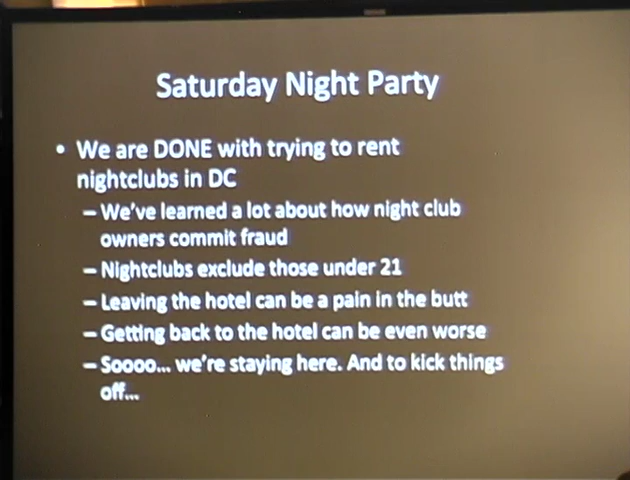 Saturday Night Party
• We are DONE with trying to rent
nightclubs in DC
– We've learned a lot about how night club
owners commit fraud
– Nightclubs exclude those under 21
– Leaving the hotel can be a pain in the butt
– Getting back to the hotel can be even worse
– Soooo... we're staying here. And to kick things
off...